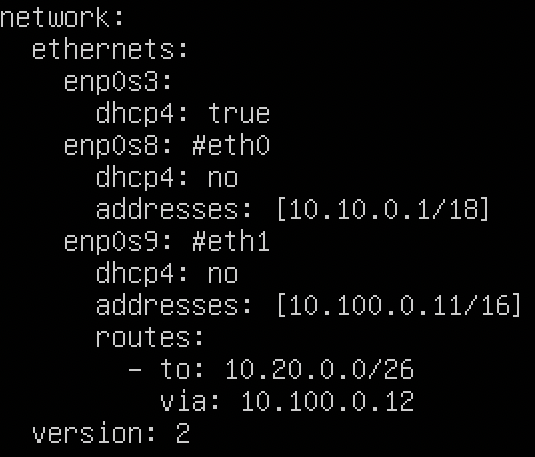 network:
  ethernets:
    enp0s3:
      dhcp4: true
    enp0s8: #eth0
      dhcp4: no
      addresses: [10.10.0.1/18]
    enp0s9: #eth1
      dhcp4: no
      addresses: [10.100.0.11/16]
      routes:
        - to: 10.20.0.0/26
          via: 10.100.0.12
  version: 2